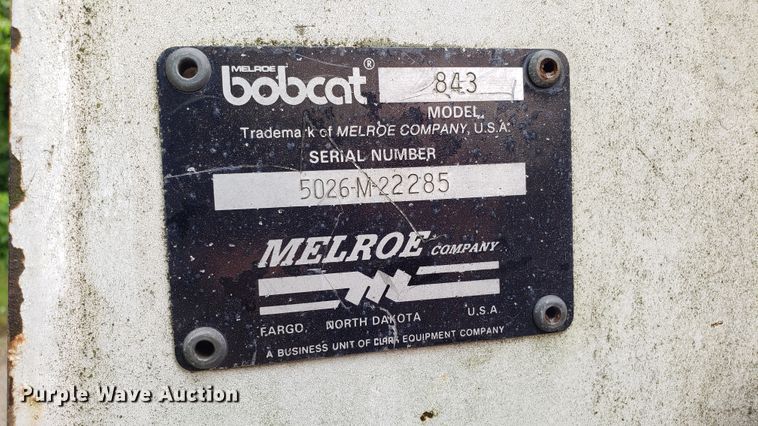 MELROE
bobcat ® 843
MODEL
Trademark of MELROE COMPANY, U.S.A.
SERIAL NUMBER
5026-M-22285
MELROE COMPANY
FARGO, NORTH DAKOTA U.S.A.
A BUSINESS UNIT OF CLARK EQUIPMENT COMPANY
Purple Wave Auction